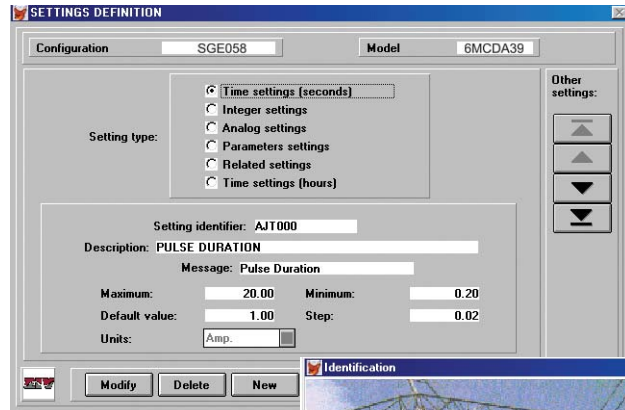 SETTINGS DEFINITION
Configuration SGE058 Model 6MCDA39
Other
settings:
Setting type:
Time settings (seconds)
Integer settings
Analog settings
Parameters settings
Related settings
Time settings (hours)
Setting identifier: AJT000
Description: PULSE DURATION
Message: Pulse Duration
Maximum: 20.00 Minimum: 0.20
Default value: 1.00 Step: 0.02
Units: Amp.
Modify Delete New
Identification